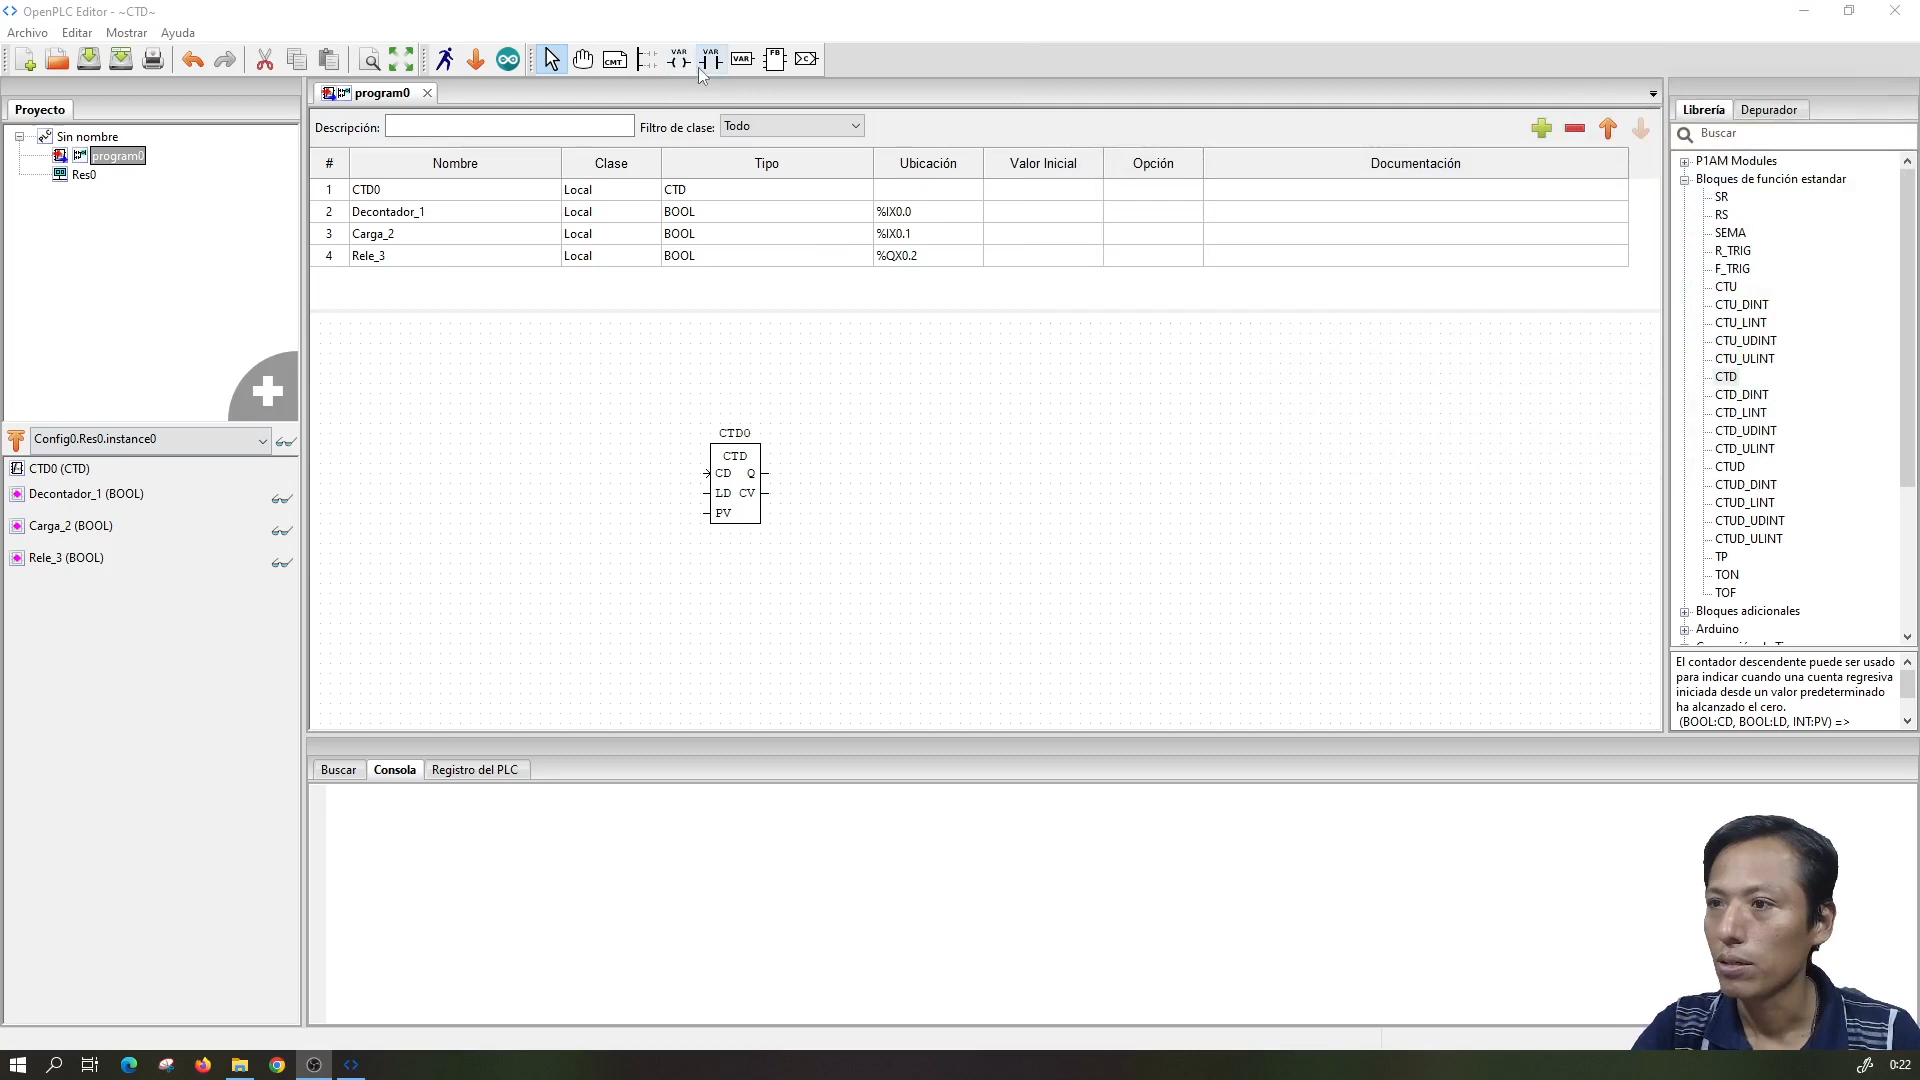 OpenPLC Editor - ~CTD~
Archivo Editar Mostrar Ayuda
CMT VAR VAR VAR FB C
Proyecto
Sin nombre
program0
Res0
Config0.Res0.instance0
CTD0 (CTD)
Decontador_1 (BOOL)
Carga_2 (BOOL)
Rele_3 (BOOL)
program0
Descripción: Filtro de clase: Todo
# Nombre Clase Tipo Ubicación Valor Inicial Opción Documentación
1 CTD0 Local CTD
2 Decontador_1 Local BOOL %IX0.0
3 Carga_2 Local BOOL %IX0.1
4 Rele_3 Local BOOL %QX0.2
CTD0
CTD
CD Q
LD CV
PV
Buscar Consola Registro del PLC
Librería Depurador
Buscar
P1AM Modules
Bloques de función estandar
SR
RS
SEMA
R_TRIG
F_TRIG
CTU
CTU_DINT
CTU_LINT
CTU_UDINT
CTU_ULINT
CTD
CTD_DINT
CTD_LINT
CTD_UDINT
CTD_ULINT
CTUD
CTUD_DINT
CTUD_LINT
CTUD_UDINT
CTUD_ULINT
TP
TON
TOF
Bloques adicionales
Arduino
El contador descendente puede ser usado
para indicar cuando una cuenta regresiva
iniciada desde un valor predeterminado
ha alcanzado el cero.
(BOOL:CD, BOOL:LD, INT:PV) =>
0:22